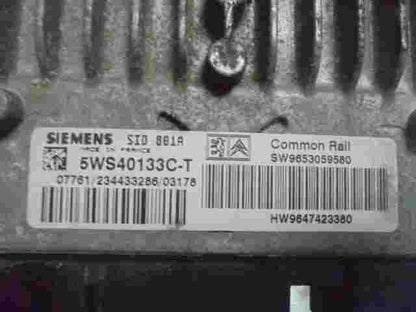 SIEMENS SID 801A
MADE IN FRANCE
5WS40133C-T
07761/234433286/03178
Common Rail
SW9653059580
HW9647423380